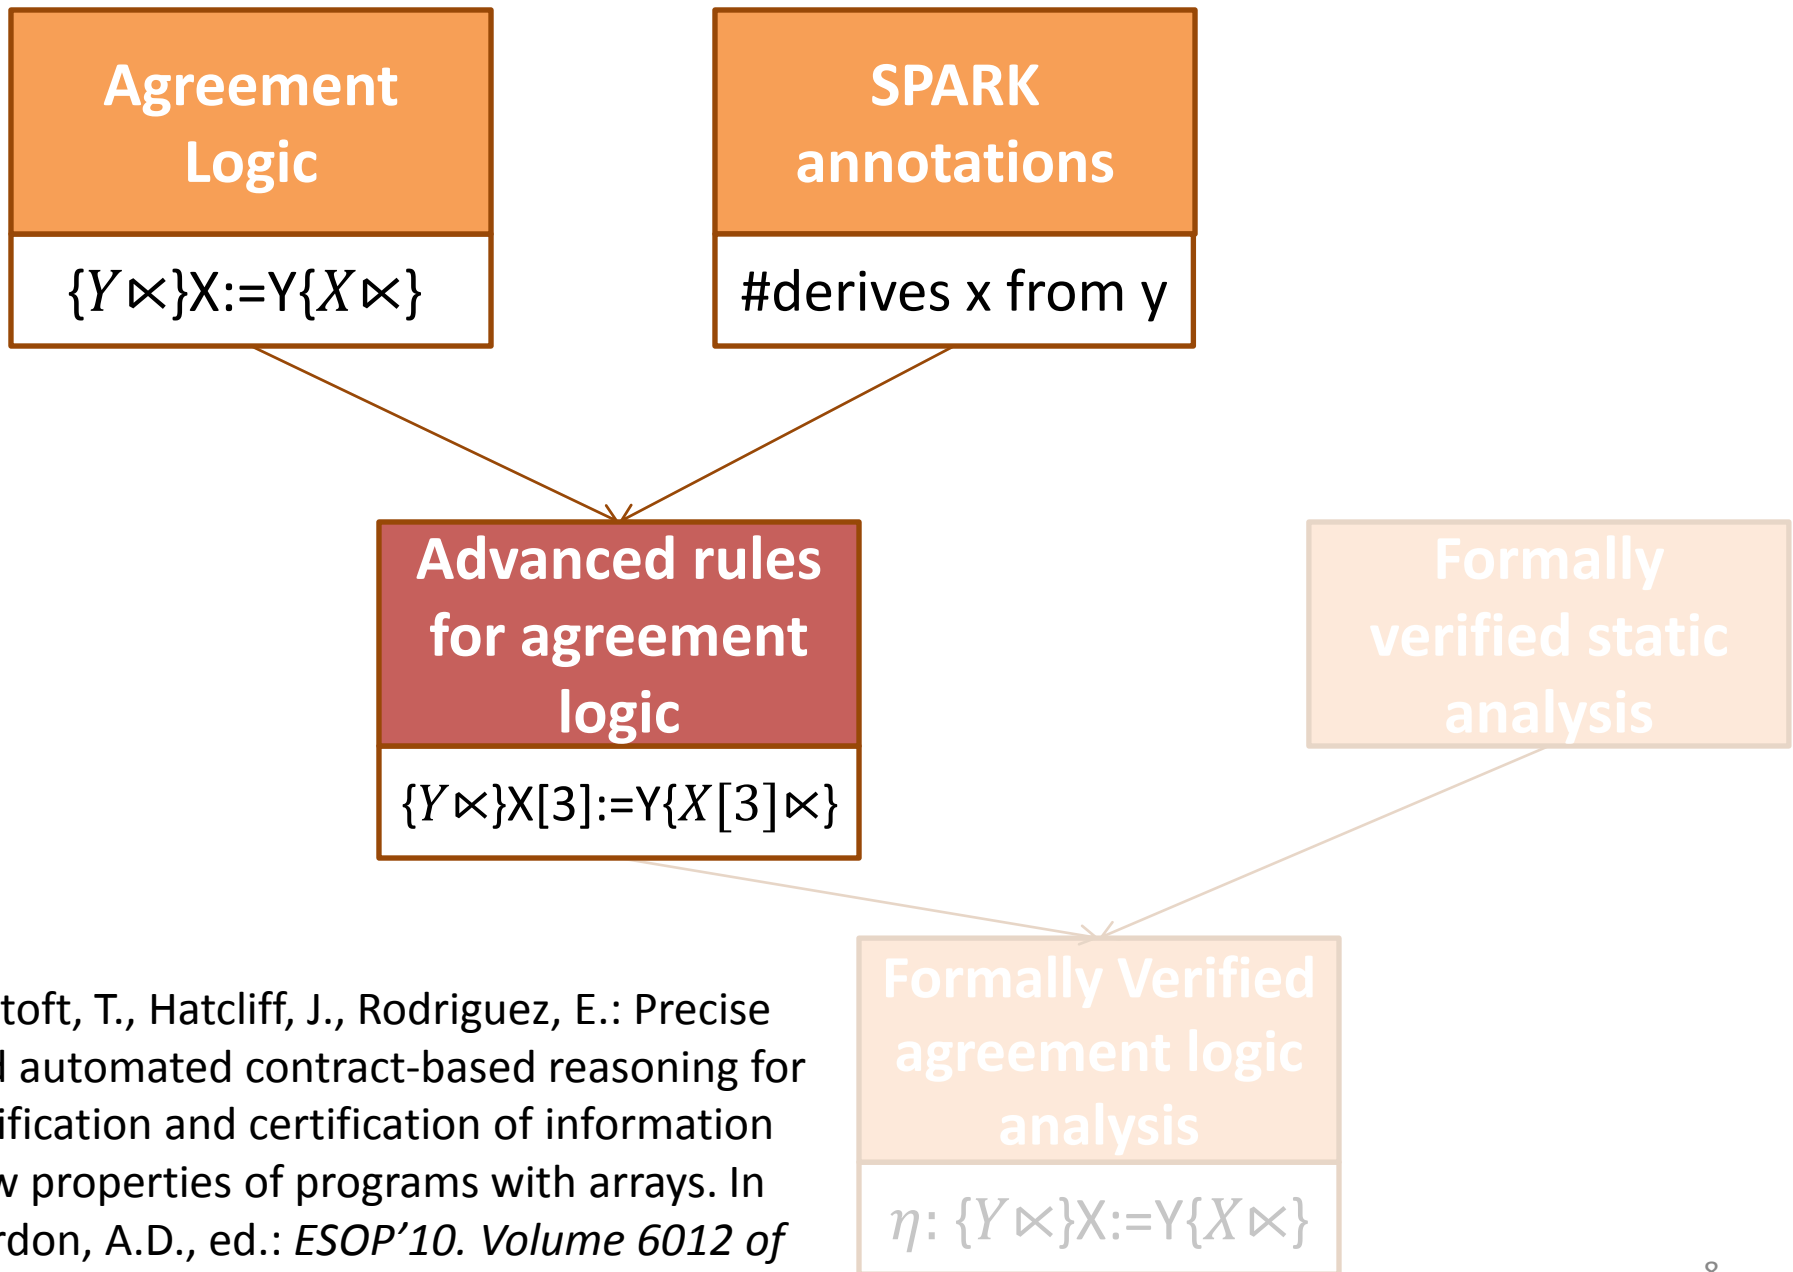 Agreement
Logic
{Y⋉}X:=Y{X⋉}
SPARK
annotations
#derives x from y
Advanced rules
for agreement
logic
{Y⋉}X[3]:=Y{X[3]⋉}
Formally
verified static
analysis
Formally Verified
agreement logic
analysis
η: {Y⋉}X:=Y{X⋉}
toft, T., Hatcliff, J., Rodriguez, E.: Precise
automated contract-based reasoning for
ification and certification of information
properties of programs with arrays. In
rdon, A.D., ed.: ESOP’10. Volume 6012 of